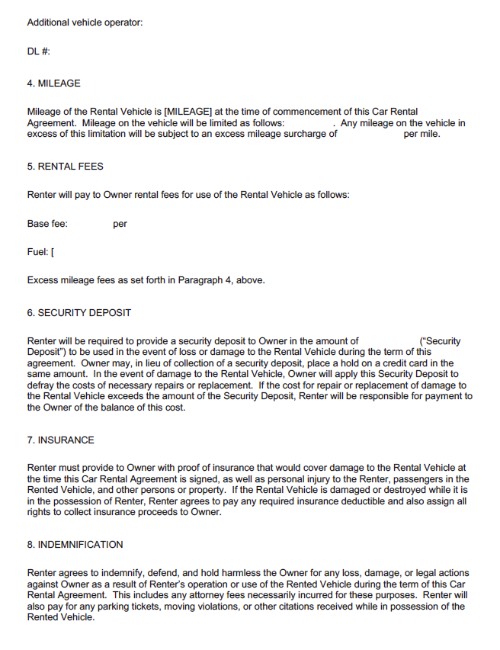 Additional vehicle operator:
DL #:
4. MILEAGE
Mileage of the Rental Vehicle is [MILEAGE] at the time of commencement of this Car Rental
Agreement. Mileage on the vehicle will be limited as follows: . Any mileage on the vehicle in
excess of this limitation will be subject to an excess mileage surcharge of per mile.
5. RENTAL FEES
Renter will pay to Owner rental fees for use of the Rental Vehicle as follows:
Base fee: per
Fuel: [
Excess mileage fees as set forth in Paragraph 4, above.
6. SECURITY DEPOSIT
Renter will be required to provide a security deposit to Owner in the amount of ("Security
Deposit") to be used in the event of loss or damage to the Rental Vehicle during the term of this
agreement. Owner may, in lieu of collection of a security deposit, place a hold on a credit card in the
same amount. In the event of damage to the Rental Vehicle, Owner will apply this Security Deposit to
defray the costs of necessary repairs or replacement. If the cost for repair or replacement of damage to
the Rental Vehicle exceeds the amount of the Security Deposit, Renter will be responsible for payment to
the Owner of the balance of this cost.
7. INSURANCE
Renter must provide to Owner with proof of insurance that would cover damage to the Rental Vehicle at
the time this Car Rental Agreement is signed, as well as personal injury to the Renter, passengers in the
Rented Vehicle, and other persons or property. If the Rental Vehicle is damaged or destroyed while it is
in the possession of Renter, Renter agrees to pay any required insurance deductible and also assign all
rights to collect insurance proceeds to Owner.
8. INDEMNIFICATION
Renter agrees to indemnify, defend, and hold harmless the Owner for any loss, damage, or legal actions
against Owner as a result of Renter's operation or use of the Rented Vehicle during the term of this Car
Rental Agreement. This includes any attorney fees necessarily incurred for these purposes. Renter will
also pay for any parking tickets, moving violations, or other citations received while in possession of the
Rented Vehicle.